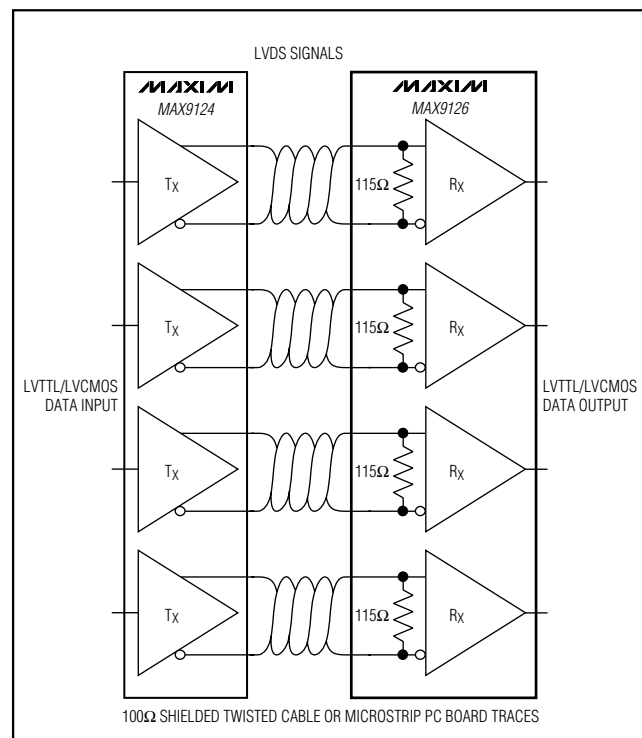 LVDS SIGNALS
MAXIM
MAX9124
MAXIM
MAX9126
TX
115Ω
RX
TX
115Ω
RX
LVTTL/LVCMOS
DATA INPUT
LVTTL/LVCMOS
DATA OUTPUT
TX
115Ω
RX
TX
115Ω
RX
100Ω SHIELDED TWISTED CABLE OR MICROSTRIP PC BOARD TRACES